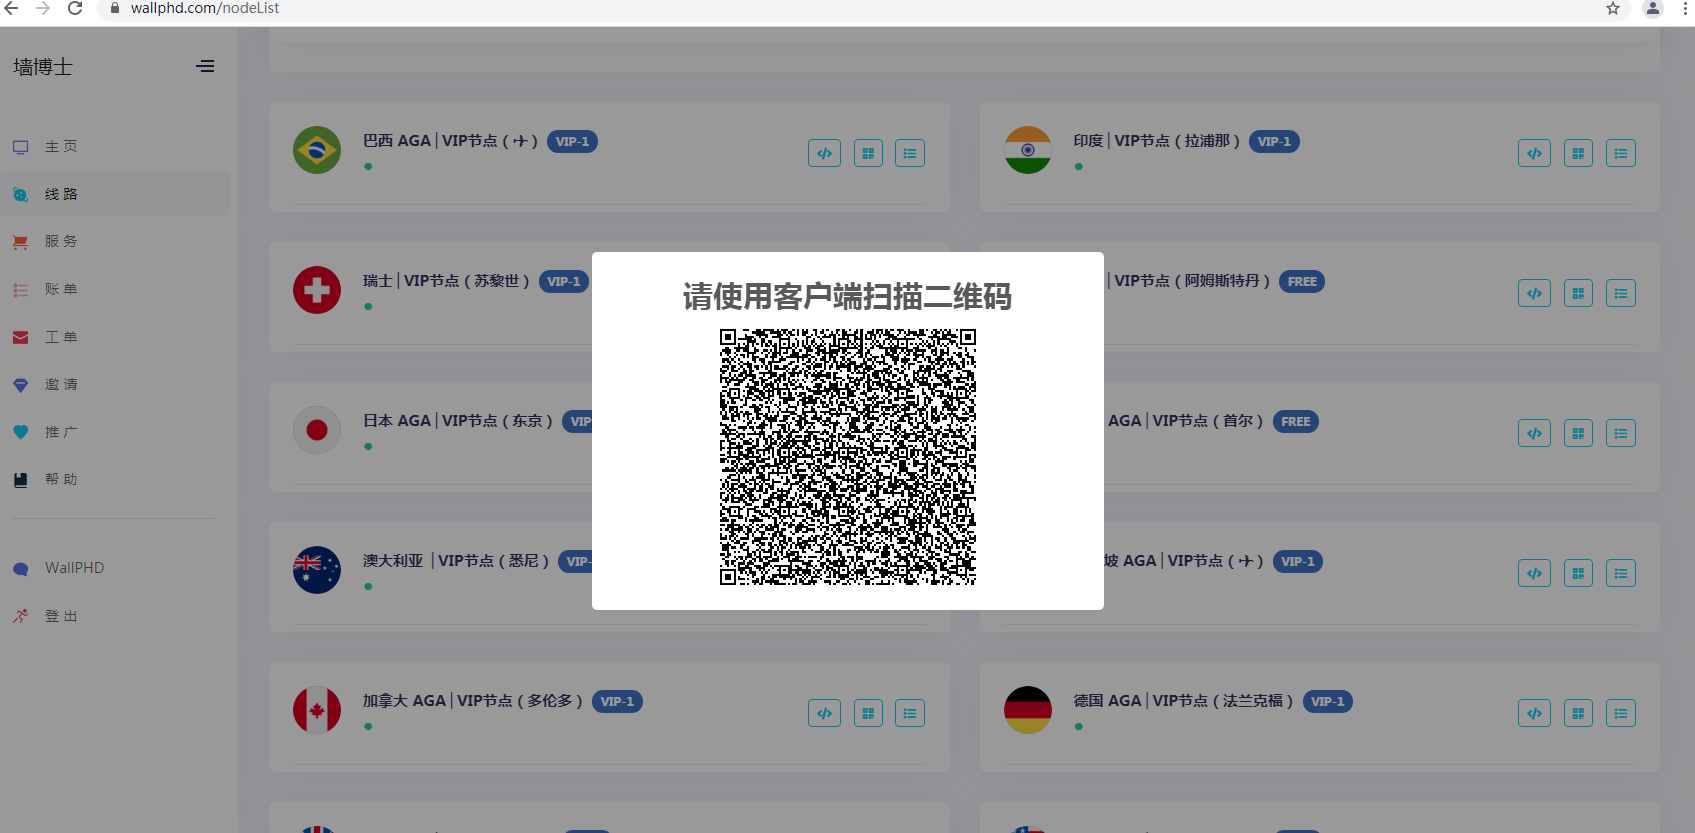 wallphd.com/nodeList
墙博士
主 页
线 路
服 务
账 单
工 单
邀 请
推 广
帮 助
WallPHD
登 出
巴西 AGA | VIP节点 ( ✈ ) VIP-1
印度 | VIP节点 ( 拉浦那 ) VIP-1
瑞士 | VIP节点 ( 苏黎世 ) VIP-1
| VIP节点 ( 阿姆斯特丹 ) FREE
请使用客户端扫描二维码
日本 AGA | VIP节点 ( 东京 ) VIP
AGA | VIP节点 ( 首尔 ) FREE
澳大利亚 | VIP节点 ( 悉尼 ) VIP-
坡 AGA | VIP节点 ( ✈ ) VIP-1
加拿大 AGA | VIP节点 ( 多伦多 ) VIP-1
德国 AGA | VIP节点 ( 法兰克福 ) VIP-1